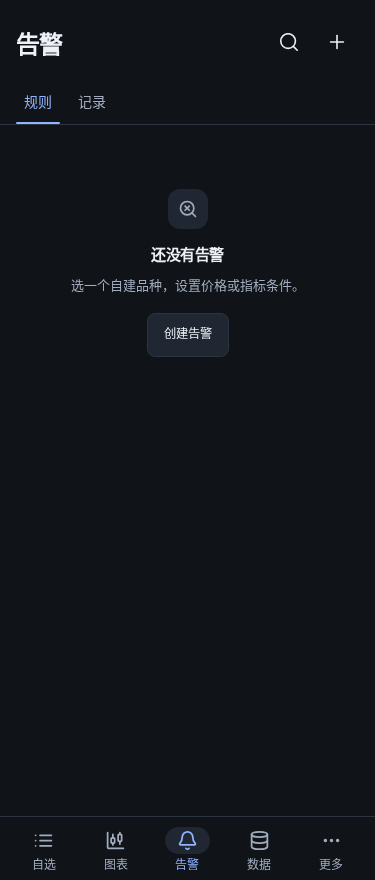 告警
规则 记录
还没有告警
选一个自建品种，设置价格或指标条件。
创建告警
自选 图表 告警 数据 更多